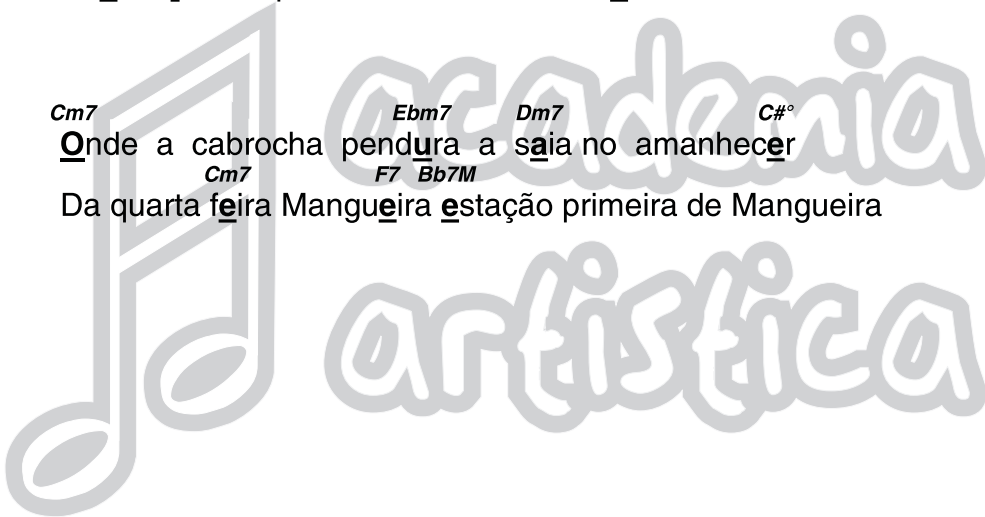 Cm7 Ebm7 Dm7 C#°
Onde a cabrocha pendura a saia no amanhecer
Cm7 F7 Bb7M
Da quarta feira Mangueira estação primeira de Mangueira
academia
artistica